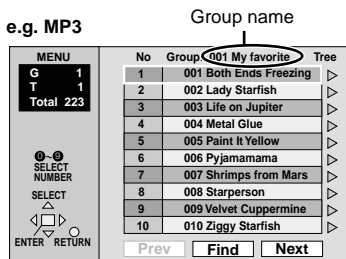 e.g. MP3
Group name
MENU
G 1
T 1
Total 223
0~9
SELECT
NUMBER
SELECT
ENTER RETURN
No Group: 001 My favorite Tree
1 001 Both Ends Freezing
2 002 Lady Starfish
3 003 Life on Jupiter
4 004 Metal Glue
5 005 Paint It Yellow
6 006 Pyjamamama
7 007 Shrimps from Mars
8 008 Starperson
9 009 Velvet Cuppermine
10 010 Ziggy Starfish
Prev Find Next